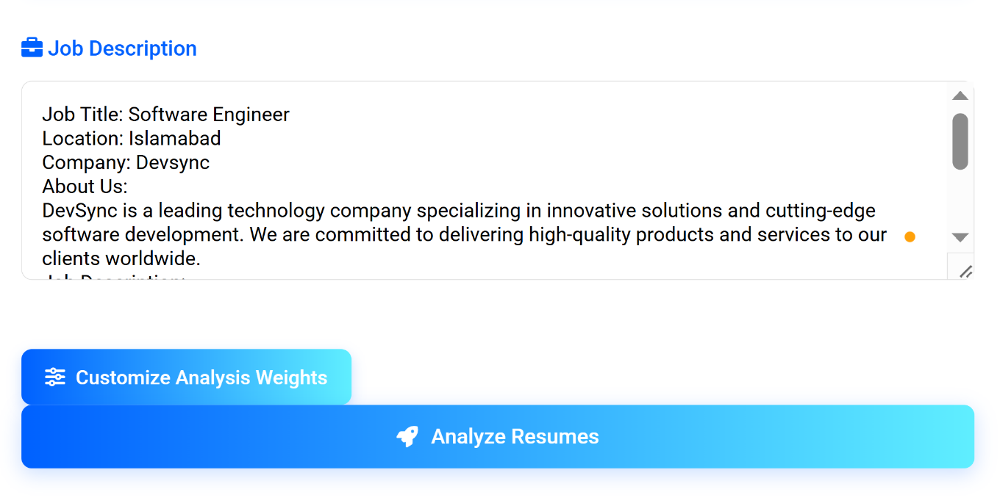 Job Description
Job Title: Software Engineer
Location: Islamabad
Company: Devsync
About Us:
DevSync is a leading technology company specializing in innovative solutions and cutting-edge
software development. We are committed to delivering high-quality products and services to our
clients worldwide.
Job Description:
Customize Analysis Weights
Analyze Resumes